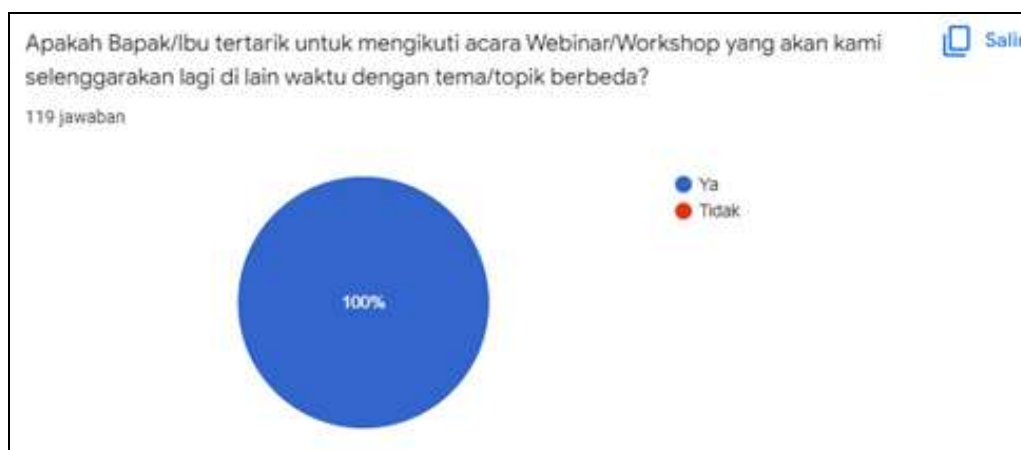 Apakah Bapak/Ibu tertarik untuk mengikuti acara Webinar/Workshop yang akan kami
selenggarakan lagi di lain waktu dengan tema/topik berbeda?
119 jawaban
Ya
Tidak
100%